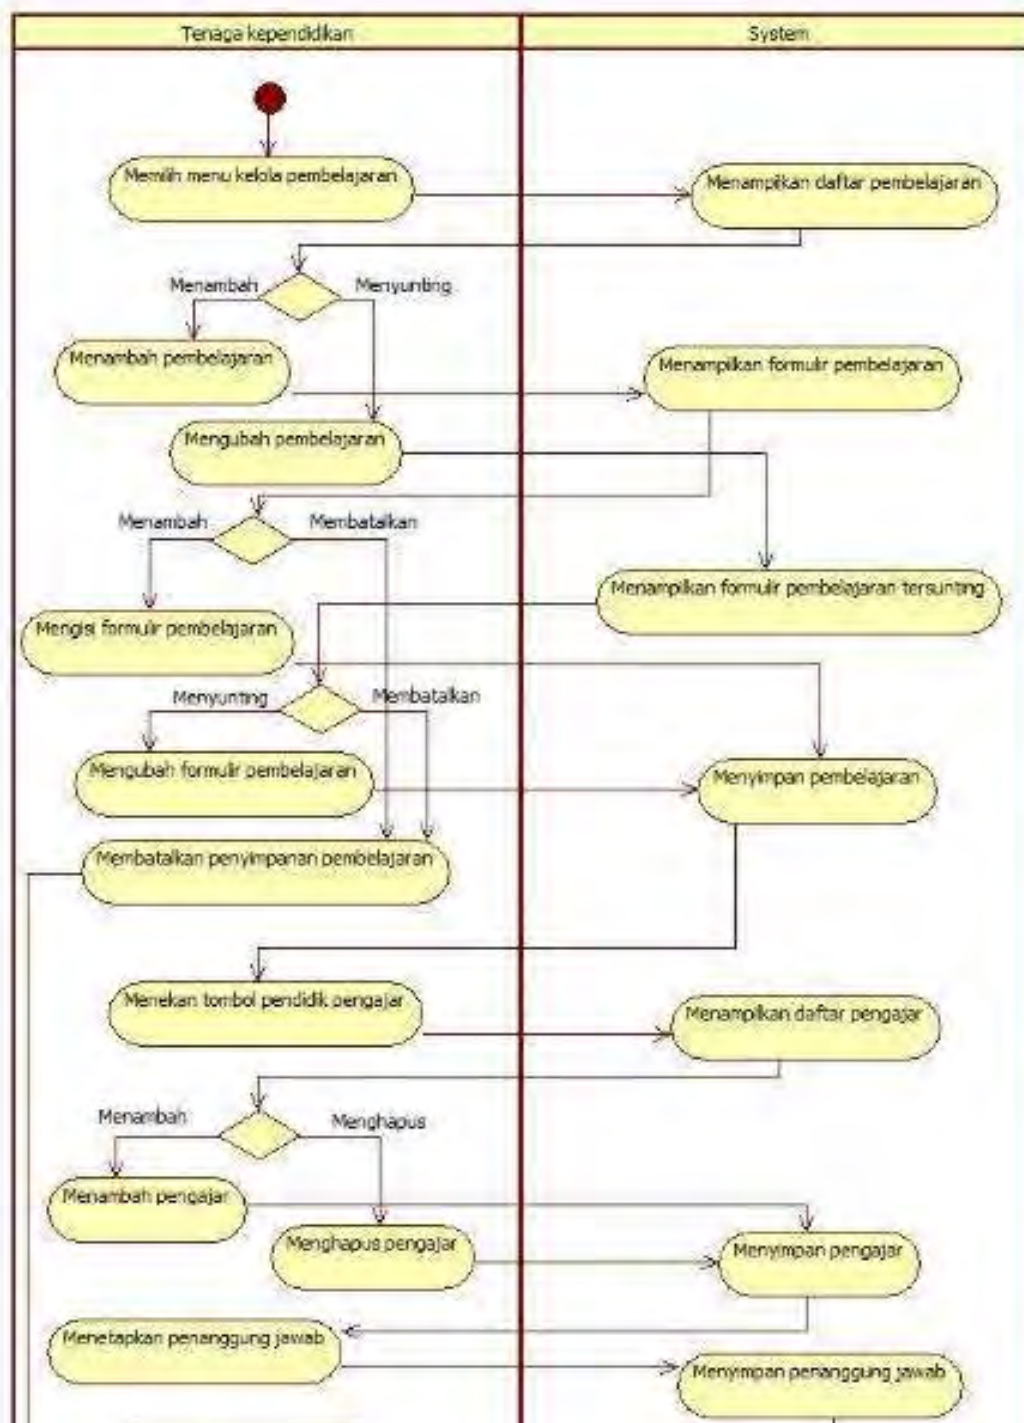 Tenaga kependidikan
System
Memilih menu kelola pembelajaran
Menampilkan daftar pembelajaran
Menambah
Menyunting
Menambah pembelajaran
Menampilkan formulir pembelajaran
Mengubah pembelajaran
Menambah
Membatalkan
Menampilkan formulir pembelajaran tersunting
Mengisi formulir pembelajaran
Menyunting
Membatalkan
Mengubah formulir pembelajaran
Menyimpan pembelajaran
Membatalkan penyimpanan pembelajaran
Menekan tombol pendidik pengajar
Menampilkan daftar pengajar
Menambah
Menghapus
Menambah pengajar
Menghapus pengajar
Menyimpan pengajar
Menetapkan penanggung jawab
Menyimpan penanggung jawab